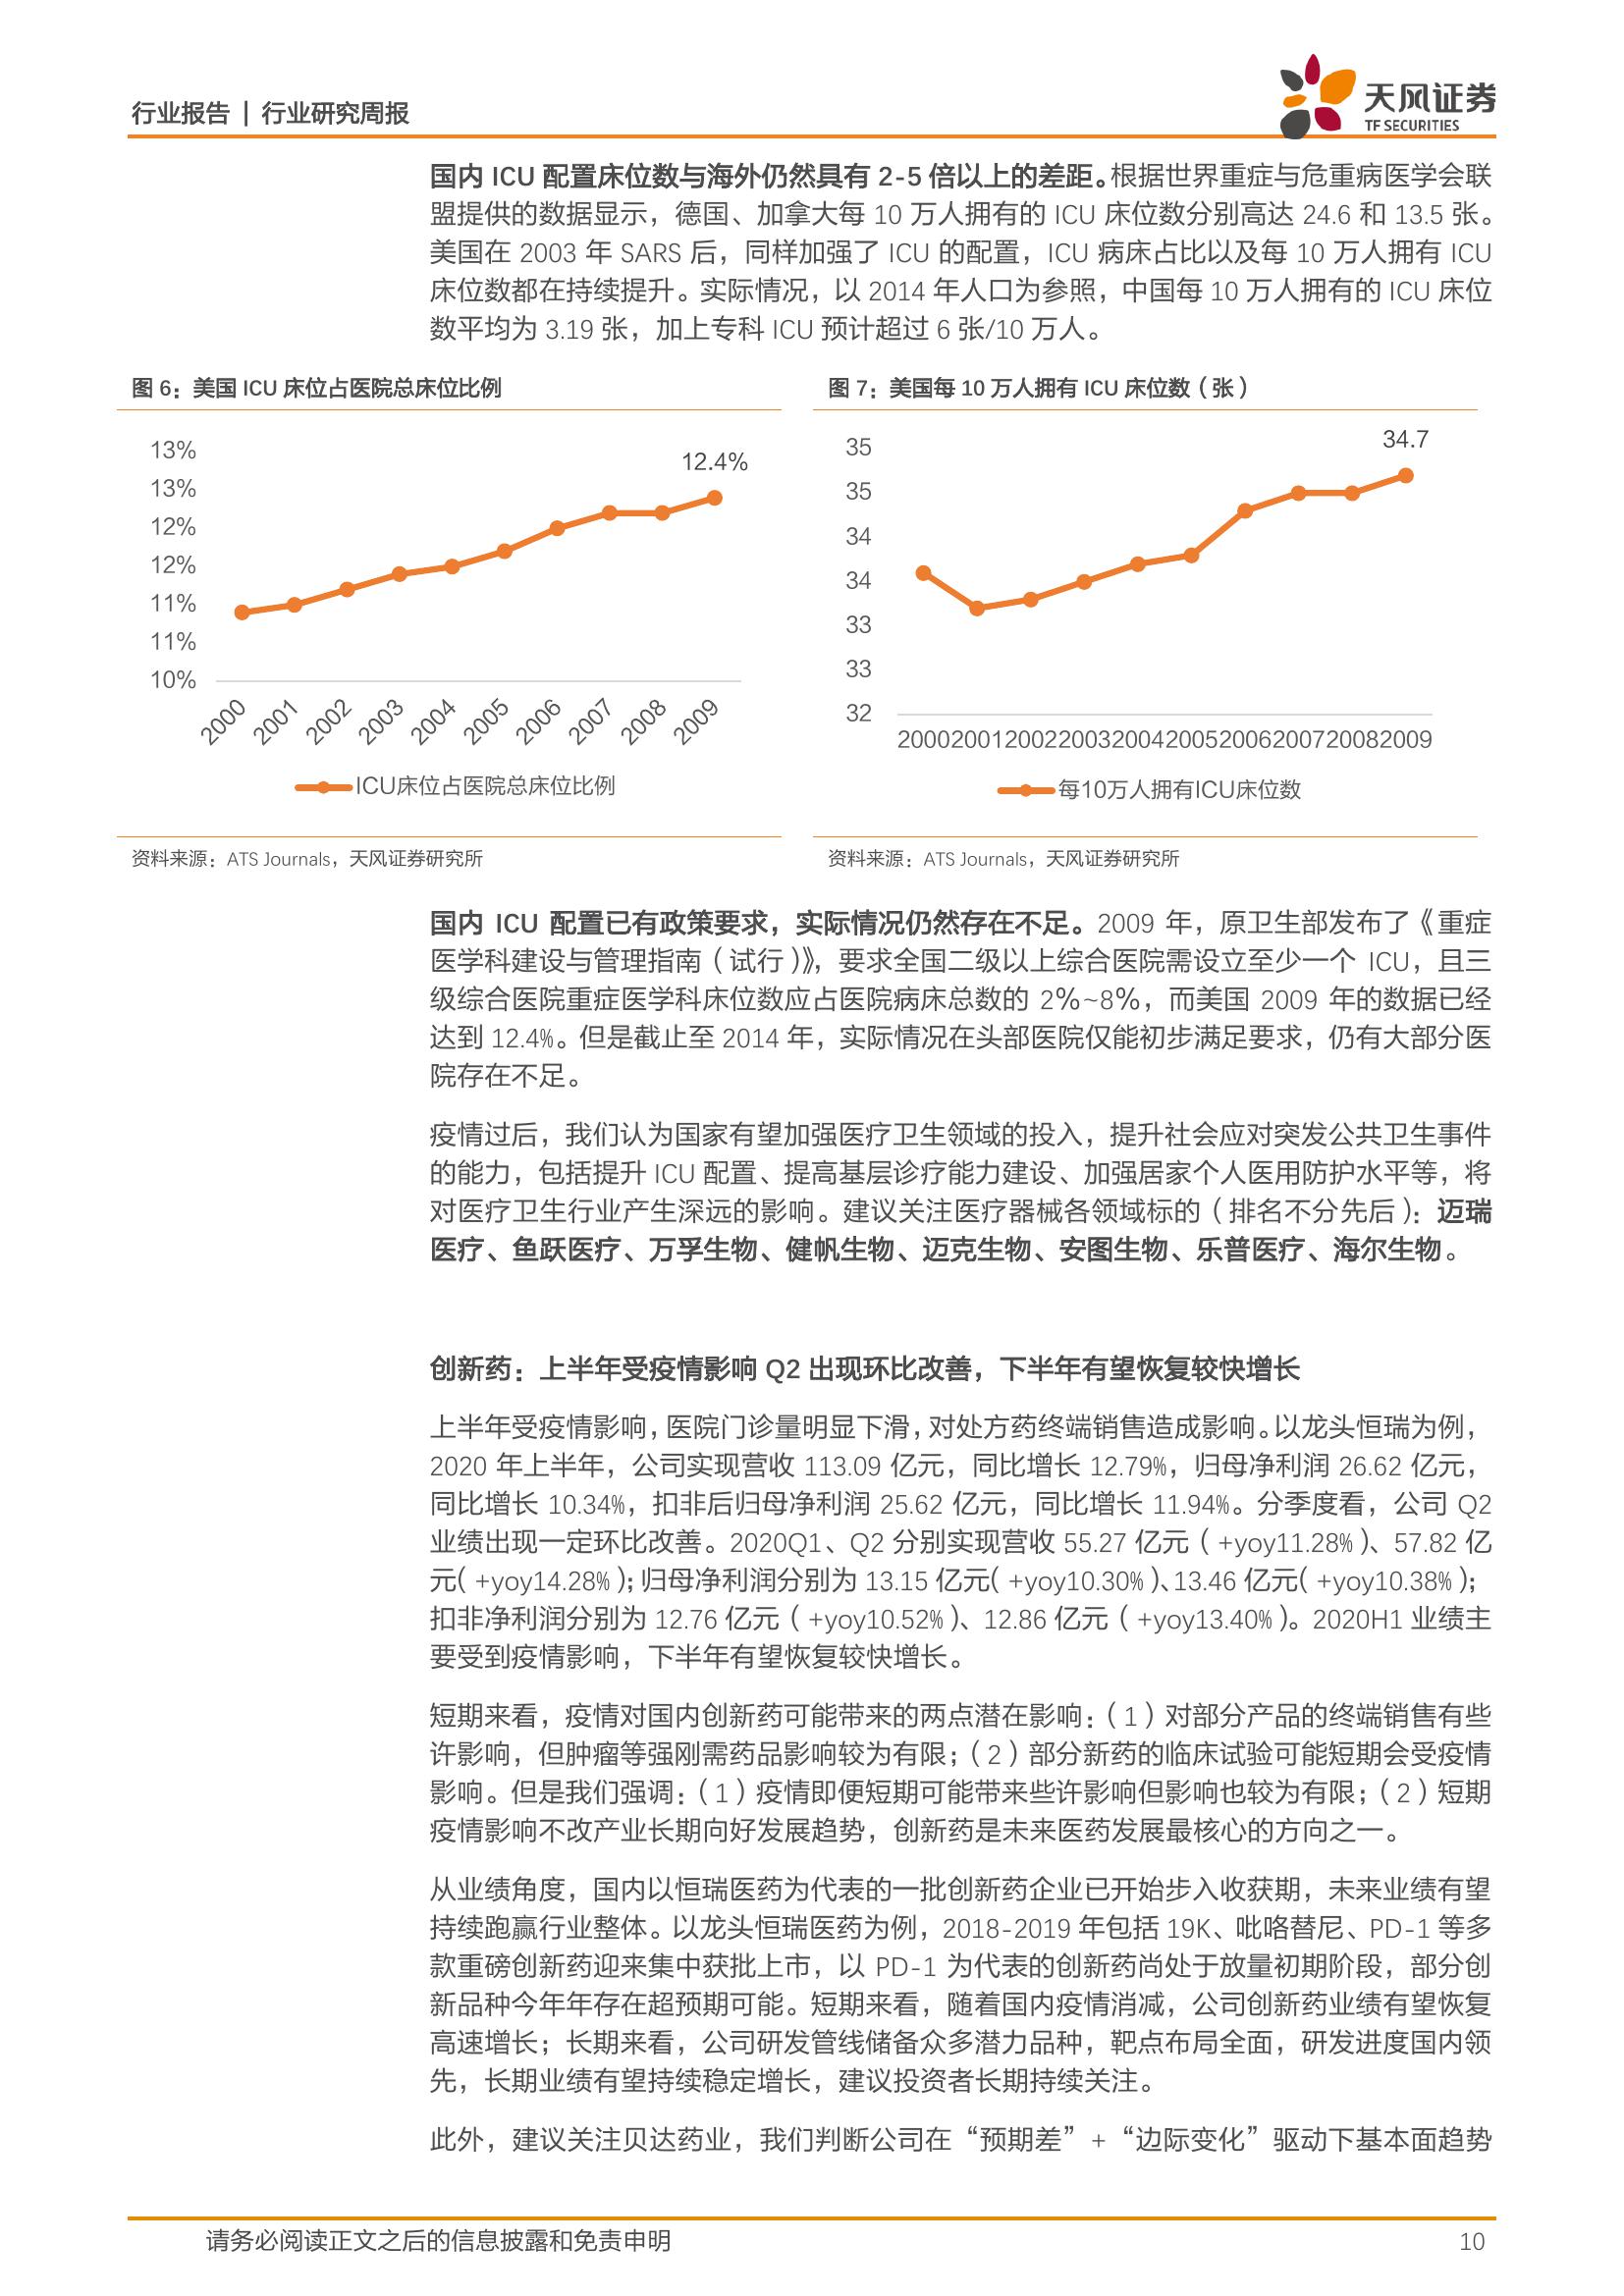 行业报告 | 行业研究周报
天风证券
TF SECURITIES
国内 ICU 配置床位数与海外仍然具有 2-5 倍以上的差距。根据世界重症与危重病医学会联
盟提供的数据显示，德国、加拿大每 10 万人拥有的 ICU 床位数分别高达 24.6 和 13.5 张。
美国在 2003 年 SARS 后，同样加强了 ICU 的配置，ICU 病床占比以及每 10 万人拥有 ICU
床位数都在持续提升。实际情况，以 2014 年人口为参照，中国每 10 万人拥有的 ICU 床位
数平均为 3.19 张，加上专科 ICU 预计超过 6 张/10 万人。
图 6：美国 ICU 床位占医院总床位比例
13%
13%
12%
12%
11%
11%
10%
12.4%
2000 2001 2002 2003 2004 2005 2006 2007 2008 2009
ICU床位占医院总床位比例
资料来源：ATS Journals，天风证券研究所
图 7：美国每 10 万人拥有 ICU 床位数（张）
35
35
34
34
33
33
32
34.7
2000200120022003200420052006200720082009
每10万人拥有ICU床位数
资料来源：ATS Journals，天风证券研究所
国内 ICU 配置已有政策要求，实际情况仍然存在不足。2009 年，原卫生部发布了《重症
医学科建设与管理指南（试行）》，要求全国二级以上综合医院需设立至少一个 ICU，且三
级综合医院重症医学科床位数应占医院病床总数的 2%~8%，而美国 2009 年的数据已经
达到 12.4%。但是截止至 2014 年，实际情况在头部医院仅能初步满足要求，仍有大部分医
院存在不足。
疫情过后，我们认为国家有望加强医疗卫生领域的投入，提升社会应对突发公共卫生事件
的能力，包括提升 ICU 配置、提高基层诊疗能力建设、加强居家个人医用防护水平等，将
对医疗卫生行业产生深远的影响。建议关注医疗器械各领域标的（排名不分先后）：迈瑞
医疗、鱼跃医疗、万孚生物、健帆生物、迈克生物、安图生物、乐普医疗、海尔生物。
创新药：上半年受疫情影响 Q2 出现环比改善，下半年有望恢复较快增长
上半年受疫情影响，医院门诊量明显下滑，对处方药终端销售造成影响。以龙头恒瑞为例，
2020 年上半年，公司实现营收 113.09 亿元，同比增长 12.79%，归母净利润 26.62 亿元，
同比增长 10.34%，扣非后归母净利润 25.62 亿元，同比增长 11.94%。分季度看，公司 Q2
业绩出现一定环比改善。2020Q1、Q2 分别实现营收 55.27 亿元（+yoy11.28%）、57.82 亿
元（+yoy14.28%）；归母净利润分别为 13.15 亿元（+yoy10.30%）、13.46 亿元（+yoy10.38%）；
扣非净利润分别为 12.76 亿元（+yoy10.52%）、12.86 亿元（+yoy13.40%）。2020H1 业绩主
要受到疫情影响，下半年有望恢复较快增长。
短期来看，疫情对国内创新药可能带来的两点潜在影响：（1）对部分产品的终端销售有些
许影响，但肿瘤等强刚需药品影响较为有限；（2）部分新药的临床试验可能短期会受疫情
影响。但是我们强调：（1）疫情即便短期可能带来些许影响但影响也较为有限；（2）短期
疫情影响不改产业长期向好发展趋势，创新药是未来医药发展最核心的方向之一。
从业绩角度，国内以恒瑞医药为代表的一批创新药企业已开始步入收获期，未来业绩有望
持续跑赢行业整体。以龙头恒瑞医药为例，2018-2019 年包括 19K、吡咯替尼、PD-1 等多
款重磅创新药迎来集中获批上市，以 PD-1 为代表的创新药尚处于放量初期阶段，部分创
新品种今年年存在超预期可能。短期来看，随着国内疫情消减，公司创新药业绩有望恢复
高速增长；长期来看，公司研发管线储备众多潜力品种，靶点布局全面，研发进度国内领
先，长期业绩有望持续稳定增长，建议投资者长期持续关注。
此外，建议关注贝达药业，我们判断公司在“预期差”+“边际变化”驱动下基本面趋势
请务必阅读正文之后的信息披露和免责申明
10